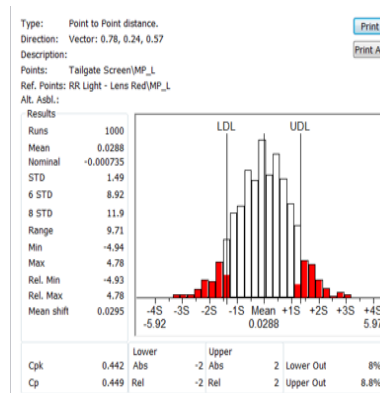 Type: Point to Point distance.
Direction: Vector: 0.78, 0.24, 0.57
Description:
Points: Tailgate Screen\MP_L
Ref. Points: RR Light - Lens Red\MP_L
Alt. Asbl.:
Print
Print A
Results
Runs 1000
Mean 0.0288
Nominal -0.000735
STD 1.49
6 STD 8.92
8 STD 11.9
Range 9.71
Min -4.94
Max 4.78
Rel. Min -4.93
Rel. Max 4.78
Mean shift 0.0295
LDL UDL
-4S -3S -2S -1S Mean +1S +2S +3S +4S
-5.92 0.0288 5.97
Lower Upper
Cpk 0.442 Abs -2 Abs 2 Lower Out 8%
Cp 0.449 Rel -2 Rel 2 Upper Out 8.8%